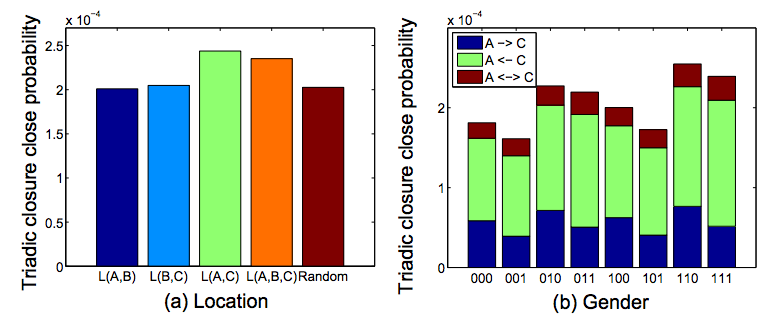 x 10⁻⁴
2.5
2
1.5
1
0.5
0
Triadic closure close probability
L(A,B) L(B,C) L(A,C) L(A,B,C) Random
(a) Location
x 10⁻⁴
A −> C
A <− C
A <−> C
2
1
0
Triadic closure close probability
000 001 010 011 100 101 110 111
(b) Gender